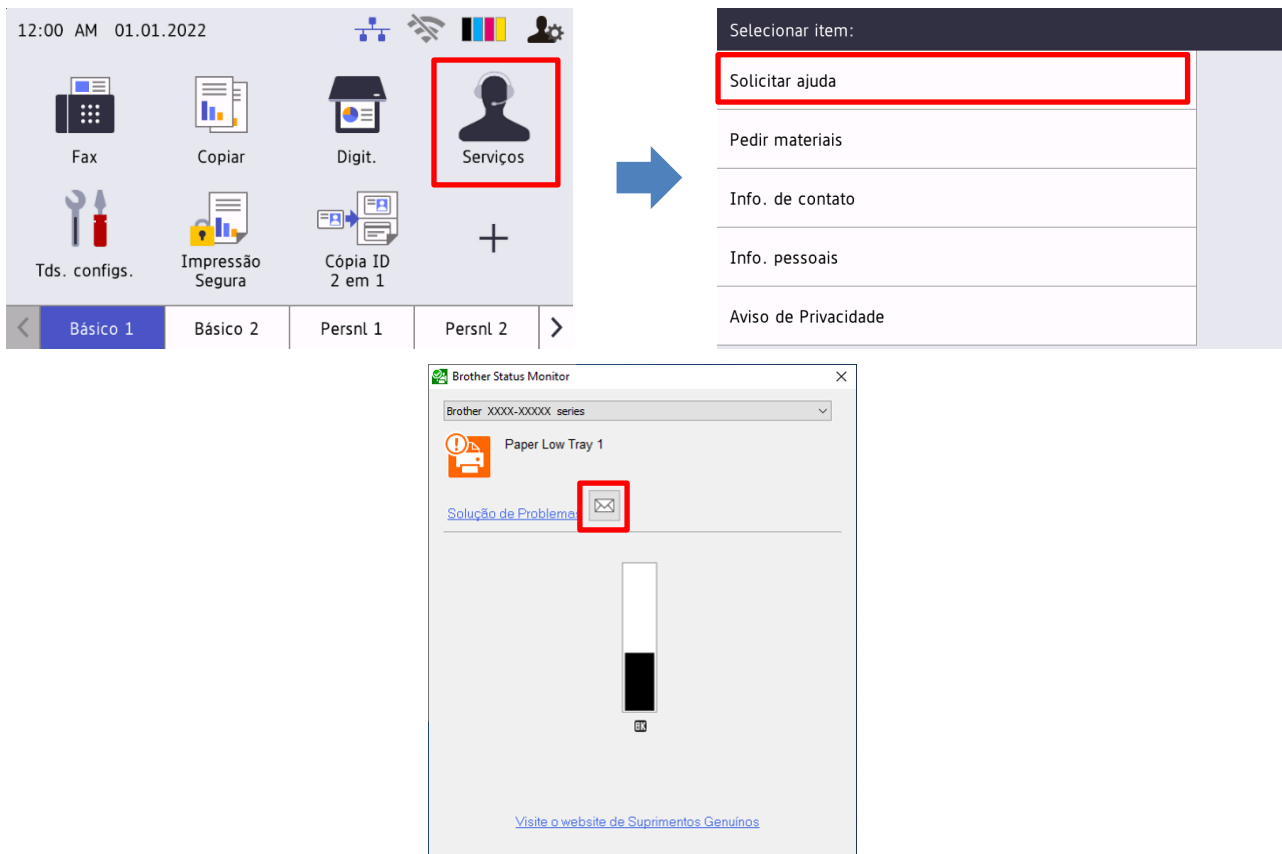 12:00 AM 01.01.2022
Fax
Copiar
Digit.
Serviços
Tds. configs.
Impressão
Segura
Cópia ID
2 em 1
Básico 1
Básico 2
Persnl 1
Persnl 2
Selecionar item:
Solicitar ajuda
Pedir materiais
Info. de contato
Info. pessoais
Aviso de Privacidade
Brother Status Monitor
Brother XXXX-XXXXX series
Paper Low Tray 1
Solução de Problemas
BK
Visite o website de Suprimentos Genuínos